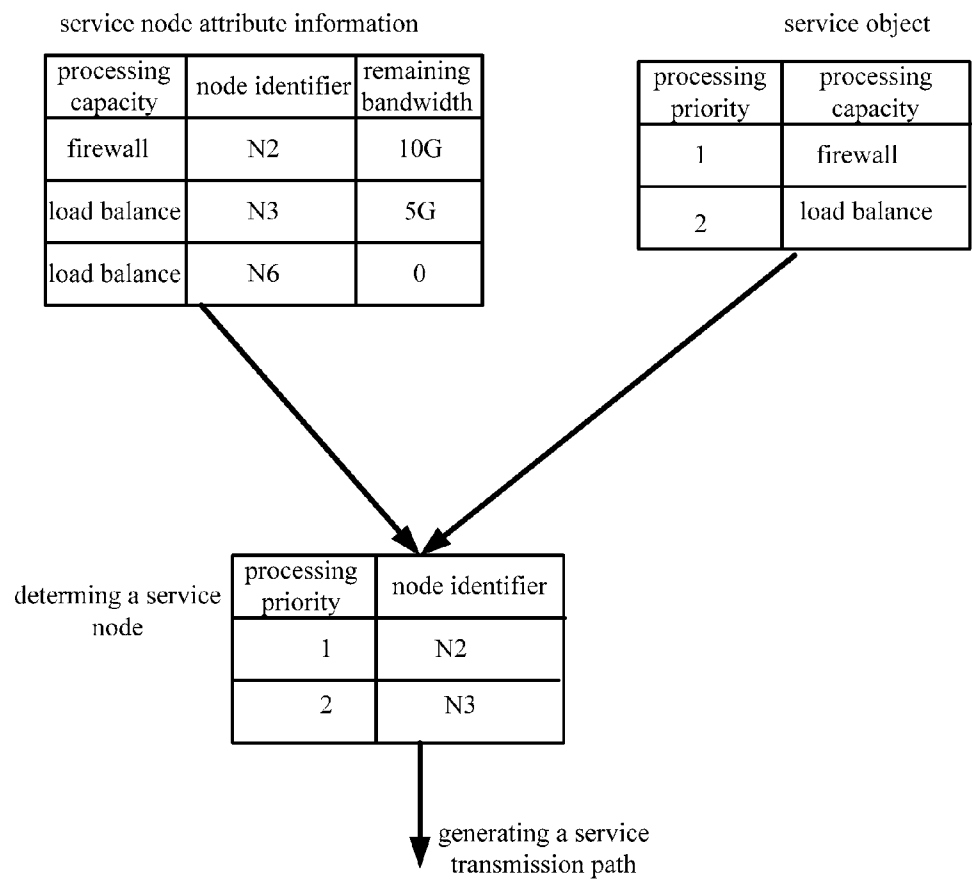 service node attribute information
processing capacity
node identifier
remaining bandwidth
firewall
N2
10G
load balance
N3
5G
load balance
N6
0
service object
processing priority
processing capacity
1
firewall
2
load balance
determing a service
node
processing priority
node identifier
1
N2
2
N3
generating a service
transmission path